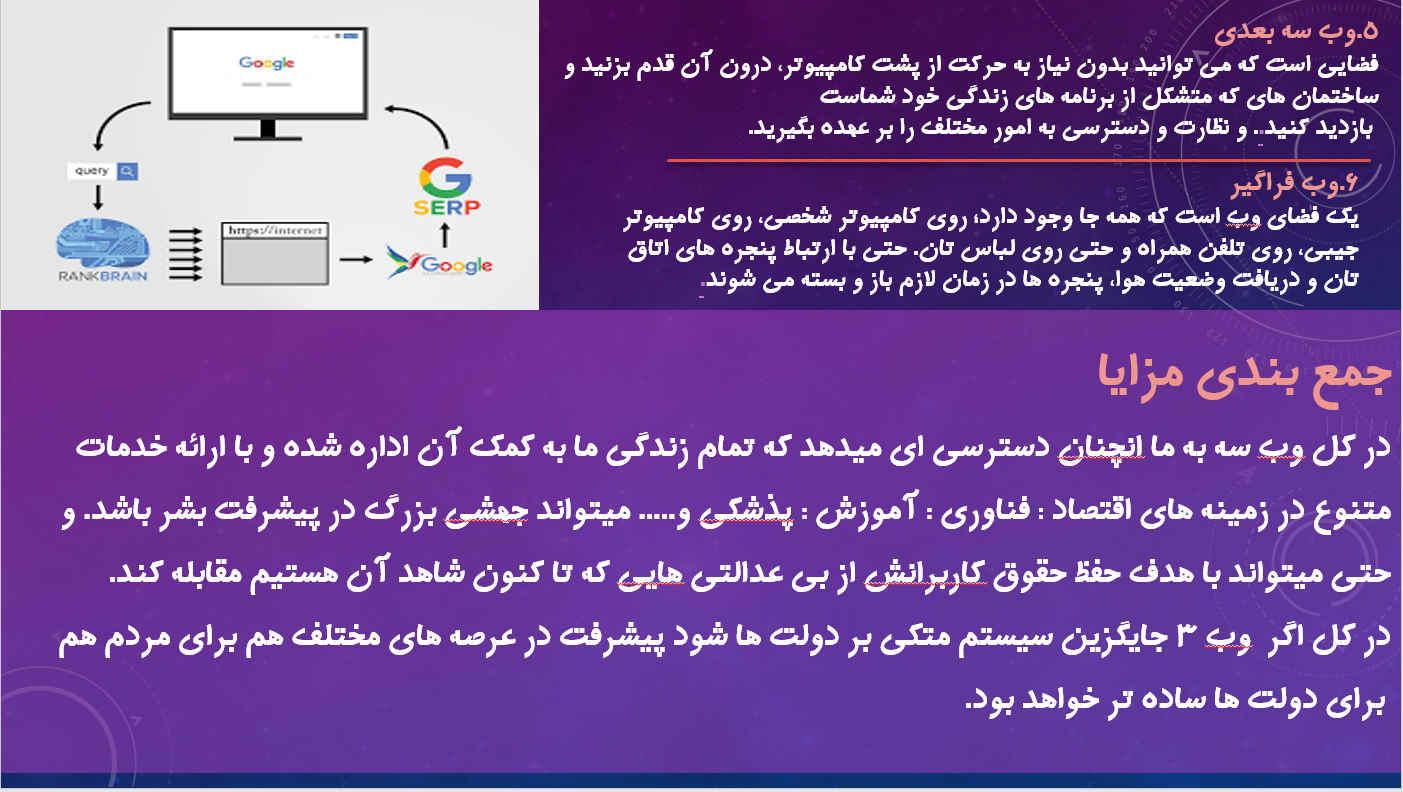 Google
query
RANKBRAIN
https://internet
Google
SERP
۵.وب سه بعدی
فضایی است که می توانید بدون نیاز به حرکت از پشت کامپیوتر، درون آن قدم بزنید و
ساختمان های که متشکل از برنامه های زندگی خود شماست
بازدید کنید.. و نظارت و دسترسی به امور مختلف را بر عهده بگیرید.
۶.وب فراگیر
یک فضای وب است که همه جا وجود دارد؛ روی کامپیوتر شخصی، روی کامپیوتر
جیبی، روی تلفن همراه و حتی روی لباس تان. حتی با ارتباط پنجره های اتاق
تان و دریافت وضعیت هوا، پنجره ها در زمان لازم باز و بسته می شوند.
جمع بندی مزایا
در کل وب سه به ما انچنان دسترسی ای میدهد که تمام زندگی ما به کمک آن اداره شده و با ارائه خدمات
متنوع در زمینه های اقتصاد : فناوری : آموزش : پذشکی و..... میتواند جهشی بزرگ در پیشرفت بشر باشد. و
حتی میتواند با هدف حفظ حقوق کاربرانش از بی عدالتی هایی که تا کنون شاهد آن هستیم مقابله کند.
در کل اگر وب ۳ جایگزین سیستم متکی بر دولت ها شود پیشرفت در عرصه های مختلف هم برای مردم هم
برای دولت ها ساده تر خواهد بود.